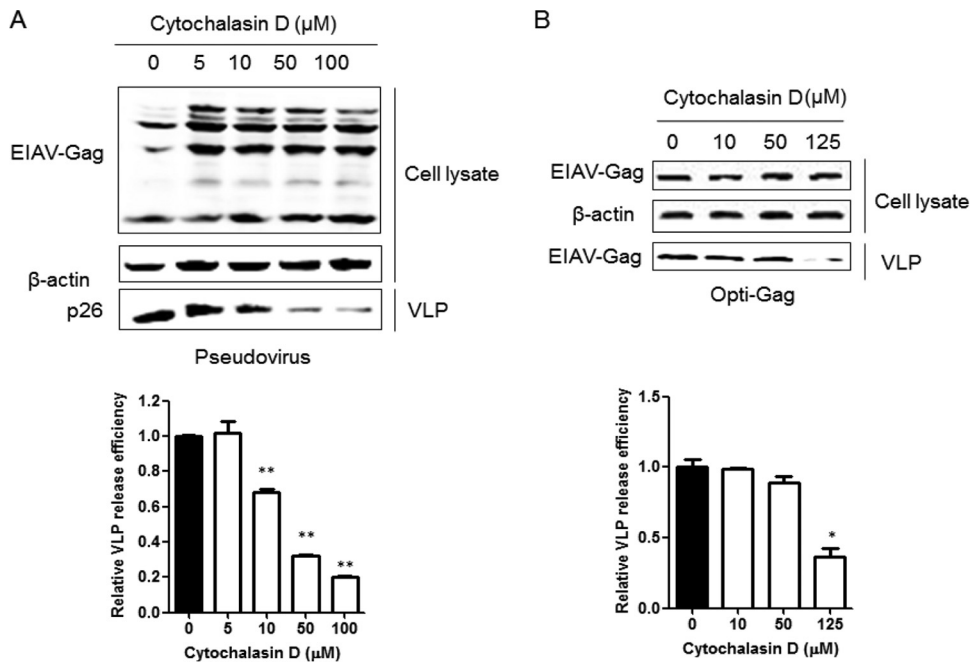 A
Cytochalasin D (µM)
0 5 10 50 100
EIAV-Gag
Cell lysate
β-actin
p26
VLP
Pseudovirus
Relative VLP release efficiency
1.2
1.0
0.8
0.6
0.4
0.2
0.0
**
**
**
0 5 10 50 100
Cytochalasin D (µM)
B
Cytochalasin D (µM)
0 10 50 125
EIAV-Gag
β-actin
Cell lysate
EIAV-Gag
VLP
Opti-Gag
Relative VLP release efficiency
1.5
1.0
0.5
0.0
*
0 10 50 125
Cytochalasin D (µM)